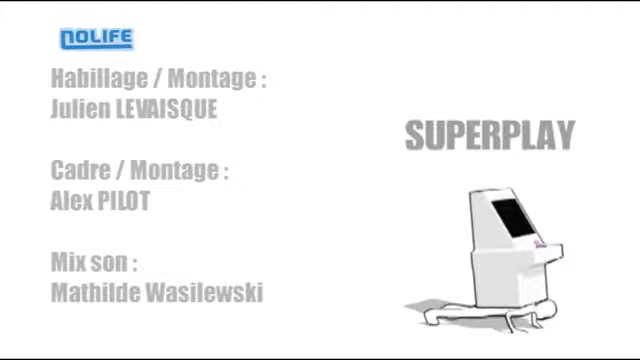 NOLIFE
Habillage / Montage :
Julien LEVAISQUE
Cadre / Montage :
Alex PILOT
Mix son :
Mathilde Wasilewski
SUPERPLAY